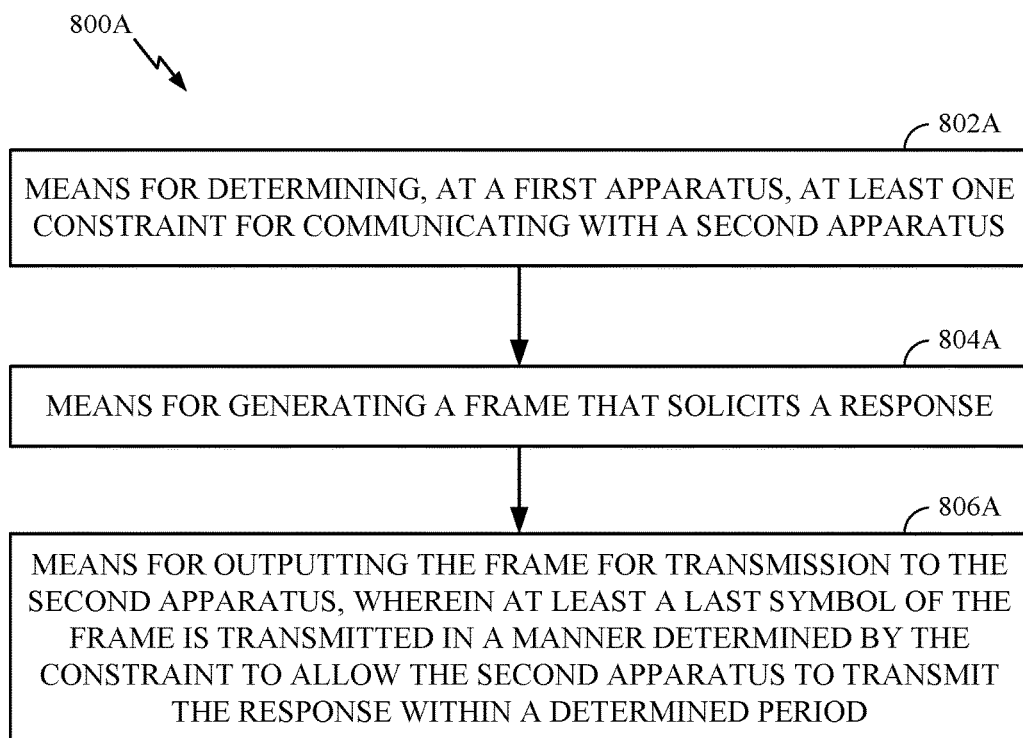 800A
802A
MEANS FOR DETERMINING, AT A FIRST APPARATUS, AT LEAST ONE
CONSTRAINT FOR COMMUNICATING WITH A SECOND APPARATUS
804A
MEANS FOR GENERATING A FRAME THAT SOLICITS A RESPONSE
806A
MEANS FOR OUTPUTTING THE FRAME FOR TRANSMISSION TO THE
SECOND APPARATUS, WHEREIN AT LEAST A LAST SYMBOL OF THE
FRAME IS TRANSMITTED IN A MANNER DETERMINED BY THE
CONSTRAINT TO ALLOW THE SECOND APPARATUS TO TRANSMIT
THE RESPONSE WITHIN A DETERMINED PERIOD